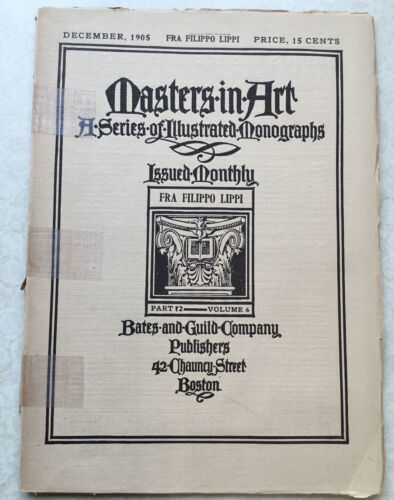 DECEMBER, 1905 FRA FILIPPO LIPPI PRICE, 15 CENTS
Masters-in-Art
A-Series-of-Illustrated-Monographs
Issued-Monthly
FRA FILIPPO LIPPI
PART 72 VOLUME 6
Bates-and-Guild-Company
Publishers
42-Chauncy-Street
Boston